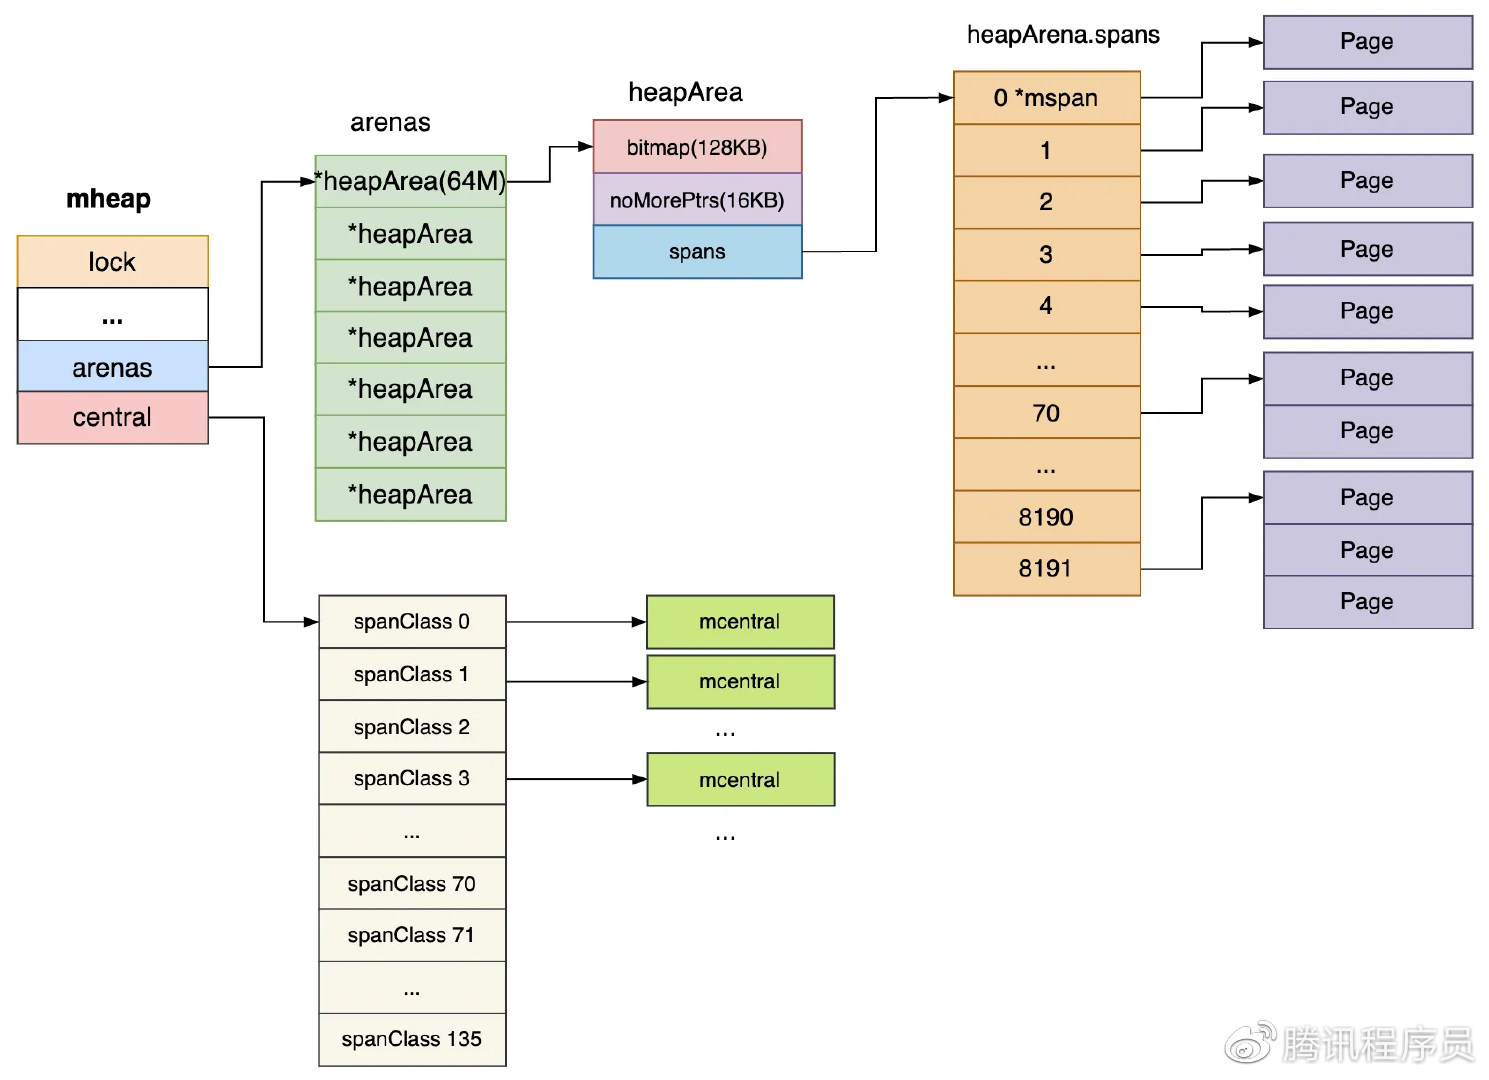 mheap
lock
...
arenas
central
arenas
*heapArea(64M)
*heapArea
*heapArea
*heapArea
*heapArea
*heapArea
*heapArea
heapArea
bitmap(128KB)
noMorePtrs(16KB)
spans
heapArena.spans
0 *mspan
1
2
3
4
...
70
...
8190
8191
Page
Page
Page
Page
Page
Page
Page
Page
Page
Page
spanClass 0
spanClass 1
spanClass 2
spanClass 3
...
spanClass 70
spanClass 71
...
spanClass 135
mcentral
mcentral
...
mcentral
...
腾讯程序员